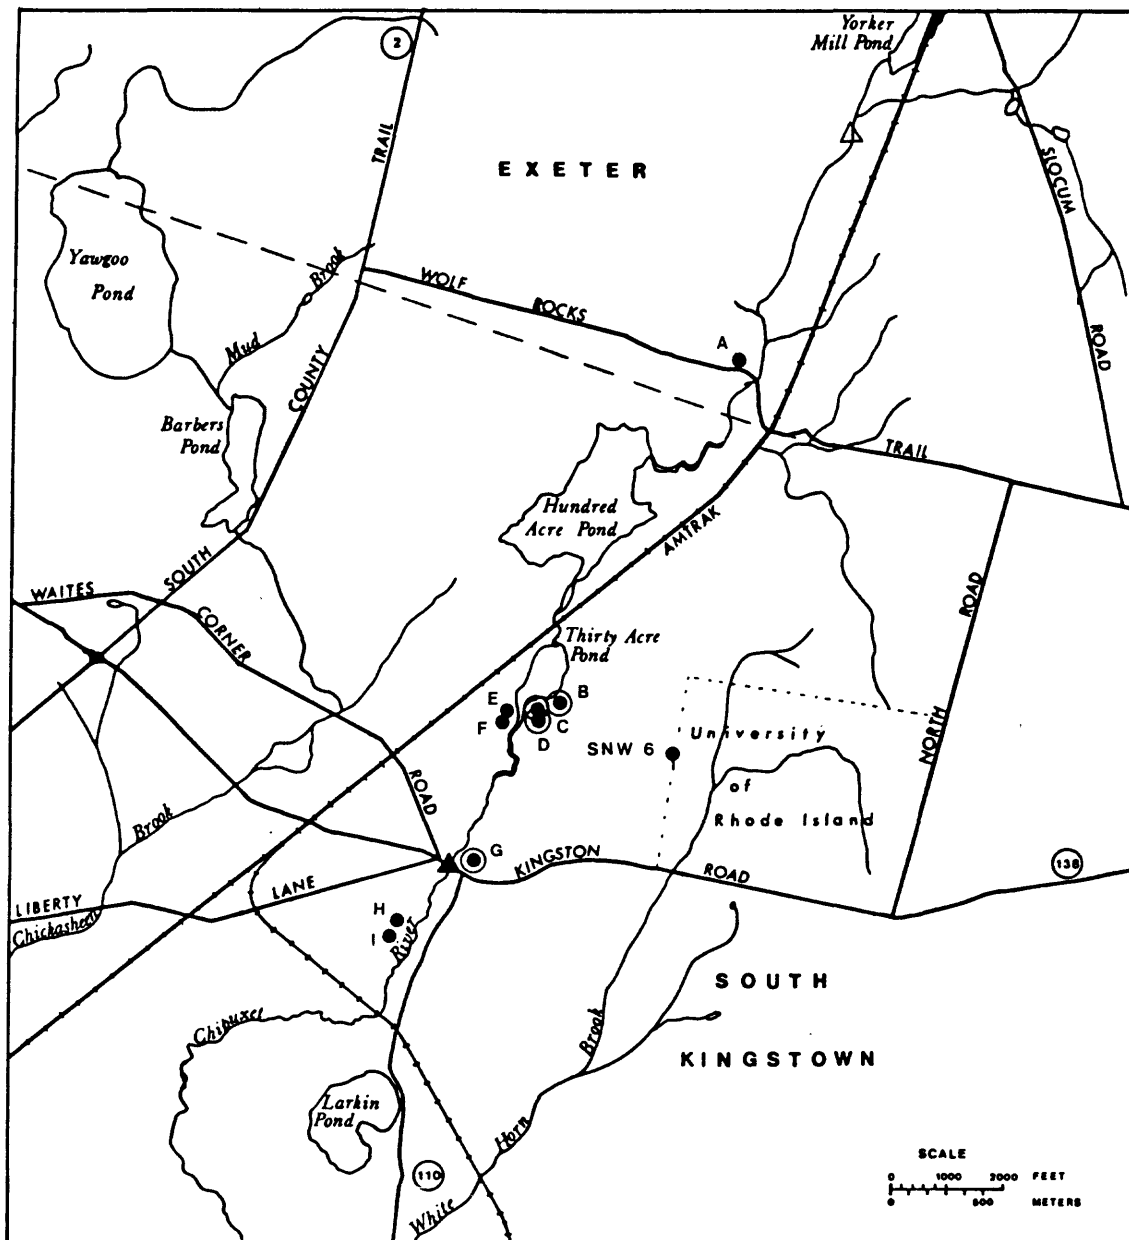 Yorker
Mill Pond
2
TRAIL
EXETER
SLOCUM
ROAD
Yawgoo
Pond
Brook
Mud
WOLF
ROCKS
A
COUNTY
Barbers
Pond
TRAIL
Hundred
Acre Pond
AMTRAK
SOUTH
WAITES
CORNER
ROAD
Thirty Acre
Pond
E
B
F
C
D
SNW 6
University
of
Rhode Island
NORTH
ROAD
Brook
G
KINGSTON
ROAD
138
LIBERTY
LANE
H
I
River
SOUTH
KINGSTOWN
Chipuxet
Brook
Larkin
Pond
Horn
White
110
SCALE
0 1000 2000 FEET
0 500 METERS